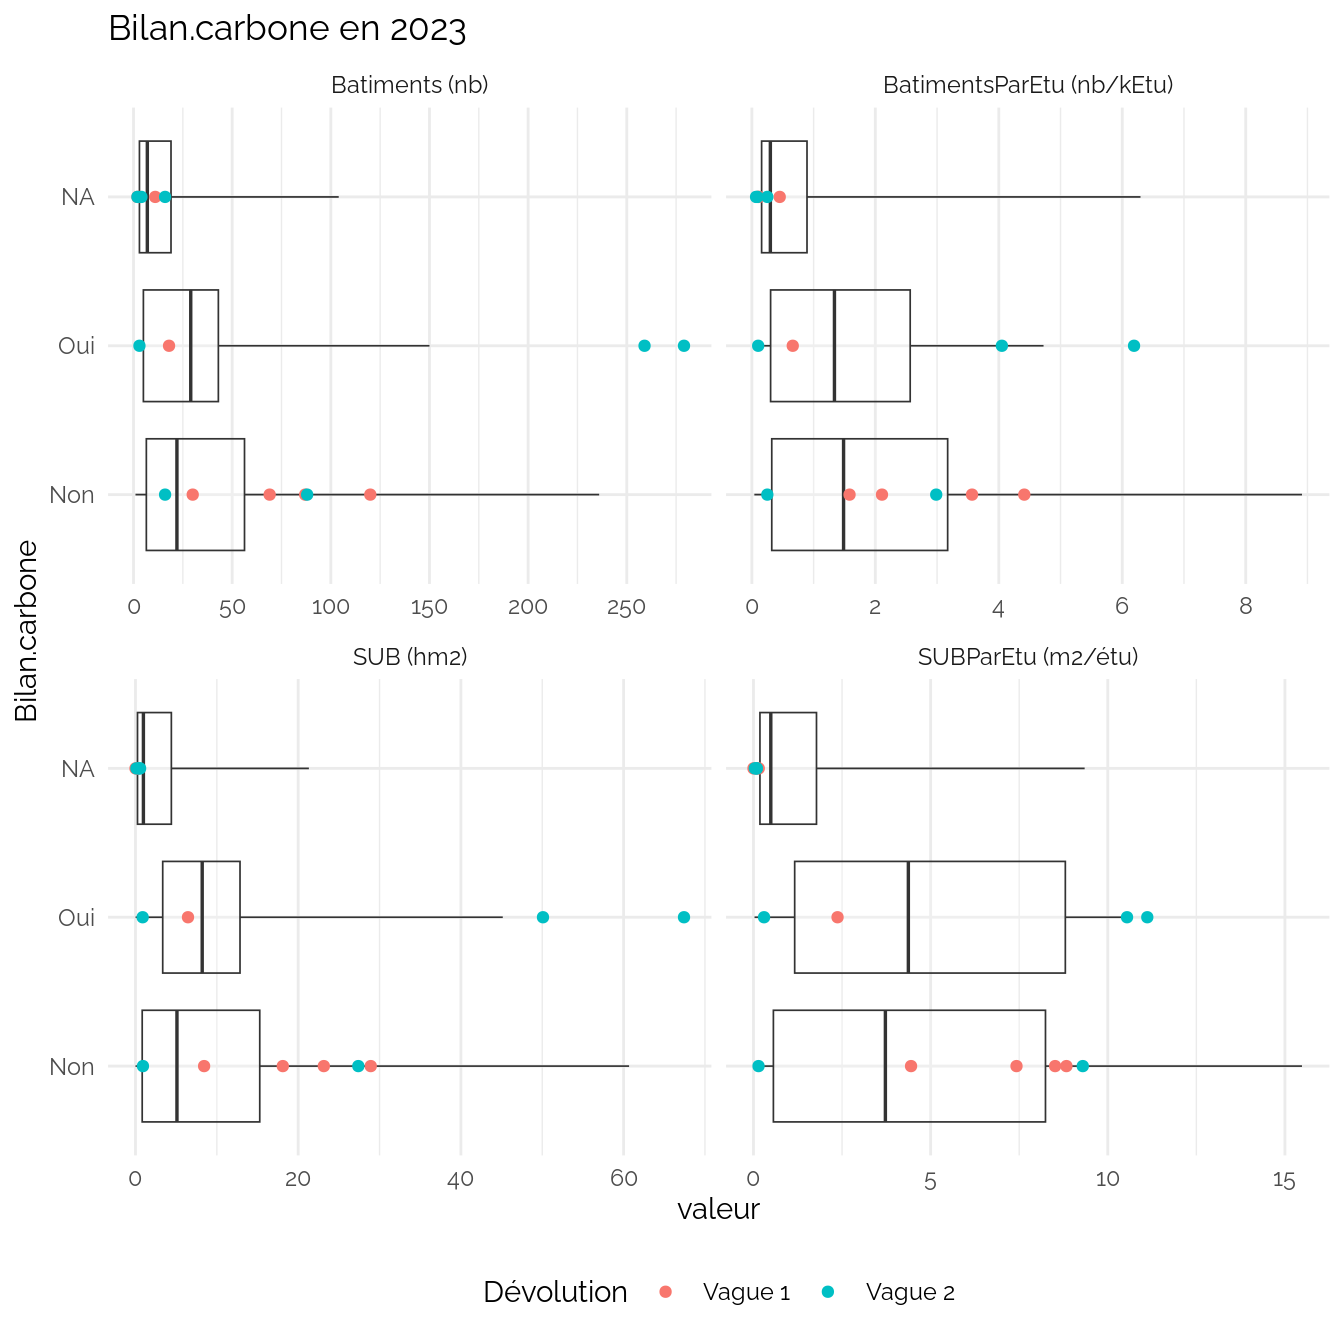 Bilan.carbone en 2023
Batiments (nb)
BatimentsParEtu (nb/kEtu)
NA
Oui
Non
0 50 100 150 200 250
0 2 4 6 8
Bilan.carbone
SUB (hm2)
SUBParEtu (m2/étu)
NA
Oui
Non
0 20 40 60
0 5 10 15
valeur
Dévolution Vague 1 Vague 2